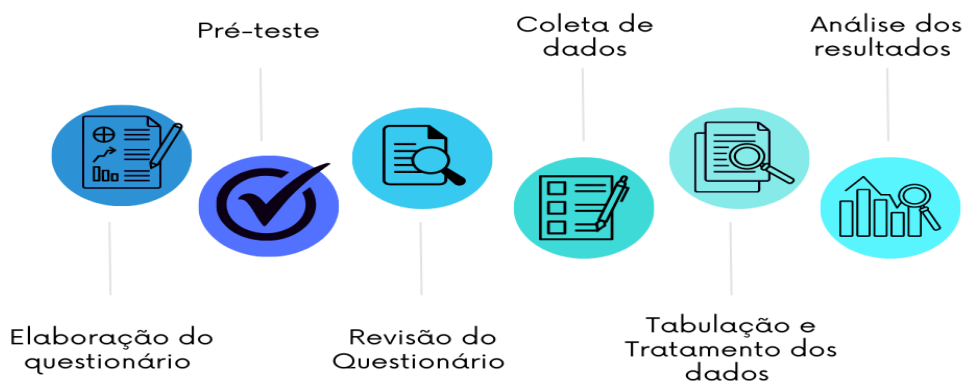 Pré-teste
Coleta de
dados
Análise dos
resultados
Elaboração do
questionário
Revisão do
Questionário
Tabulação e
Tratamento dos
dados